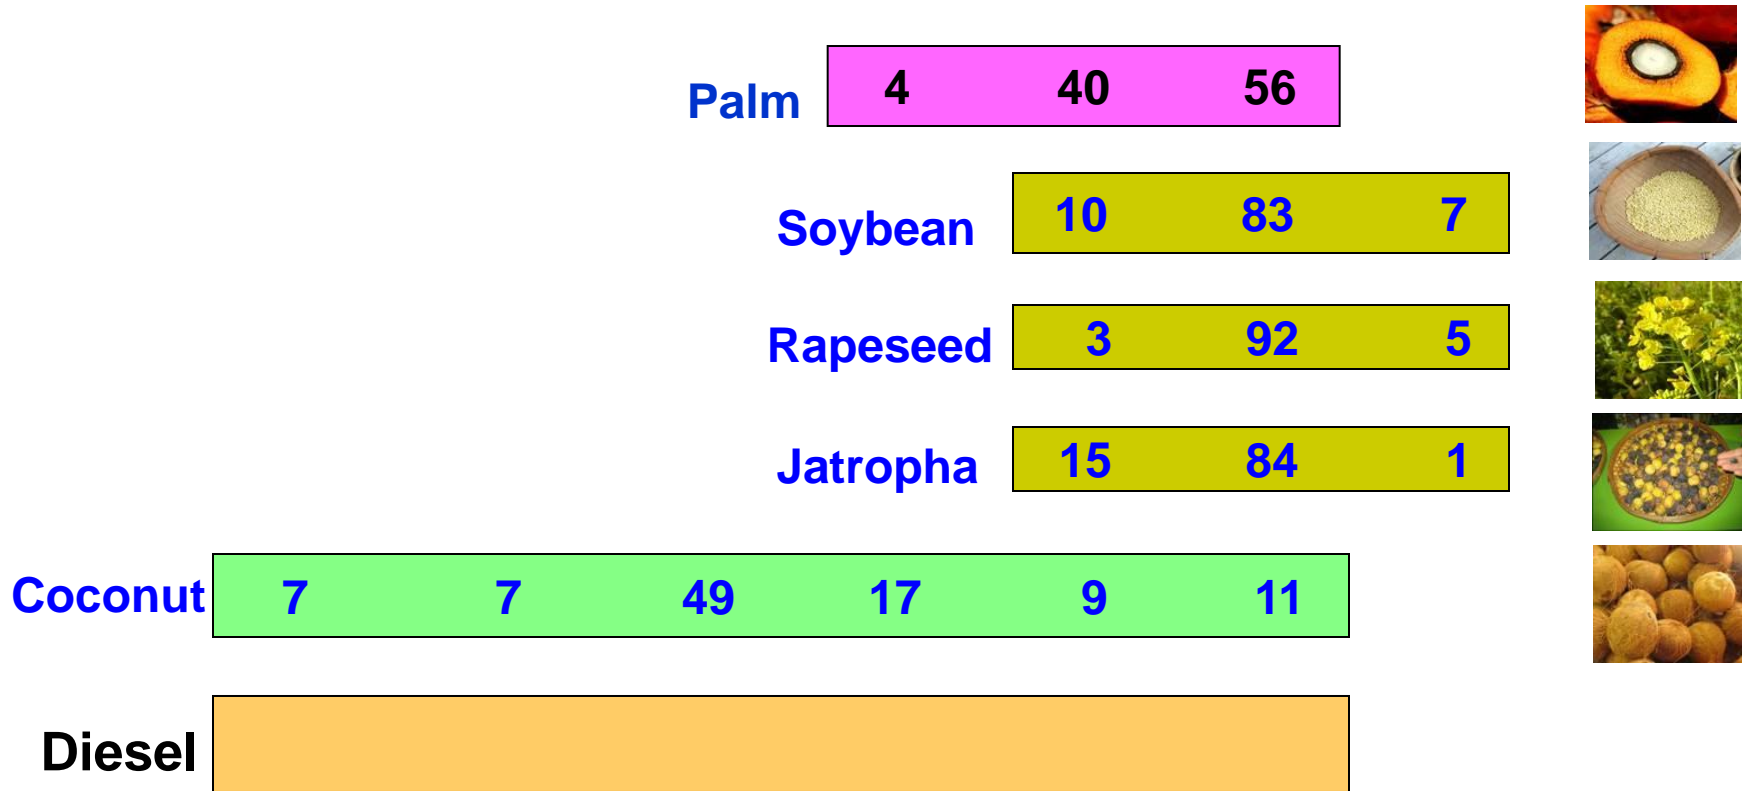 Palm 4 40 56
Soybean 10 83 7
Rapeseed 3 92 5
Jatropha 15 84 1
Coconut 7 7 49 17 9 11
Diesel